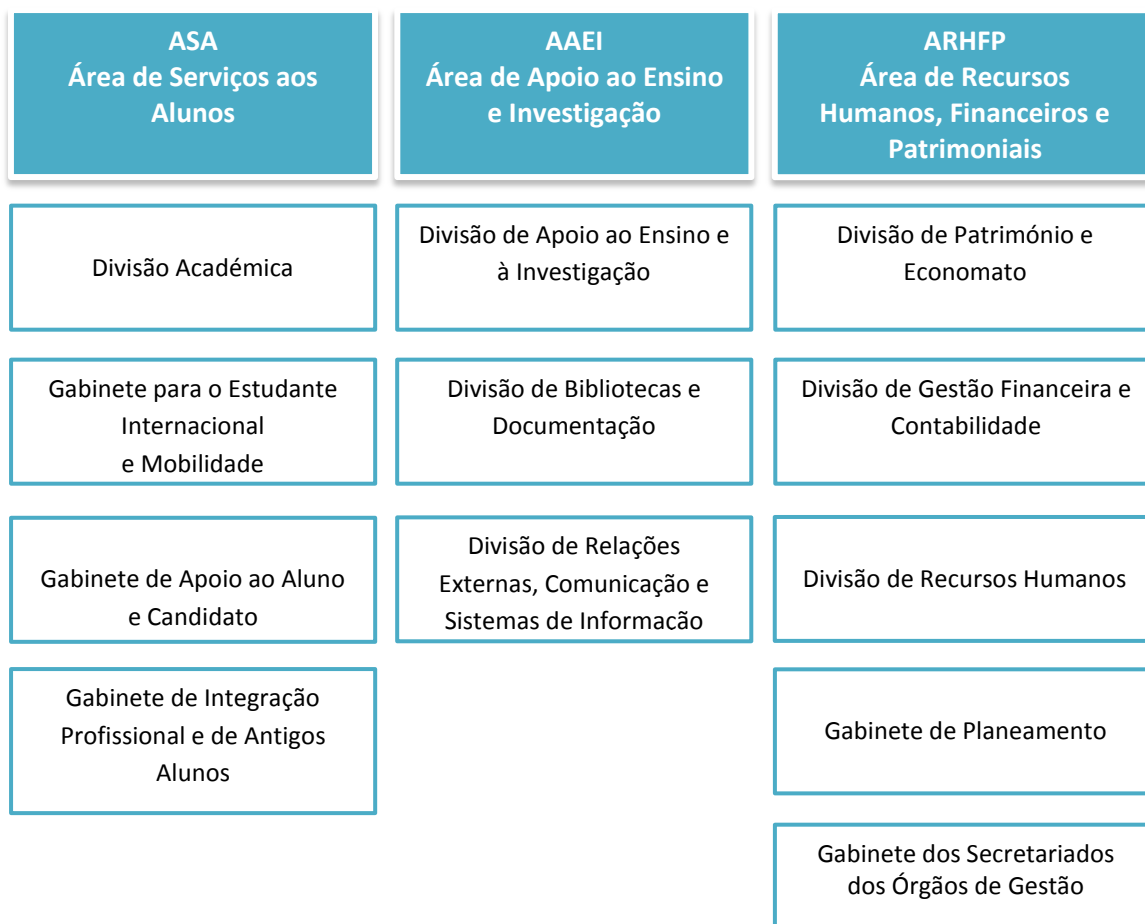 ASA
Área de Serviços aos
Alunos
AAEI
Área de Apoio ao Ensino
e Investigação
ARHFP
Área de Recursos
Humanos, Financeiros e
Patrimoniais
Divisão Académica
Divisão de Apoio ao Ensino e
à Investigação
Divisão de Património e
Economato
Gabinete para o Estudante
Internacional
e Mobilidade
Divisão de Bibliotecas e
Documentação
Divisão de Gestão Financeira e
Contabilidade
Gabinete de Apoio ao Aluno
e Candidato
Divisão de Relações
Externas, Comunicação e
Sistemas de Informacão
Divisão de Recursos Humanos
Gabinete de Integração
Profissional e de Antigos
Alunos
Gabinete de Planeamento
Gabinete dos Secretariados
dos Órgãos de Gestão